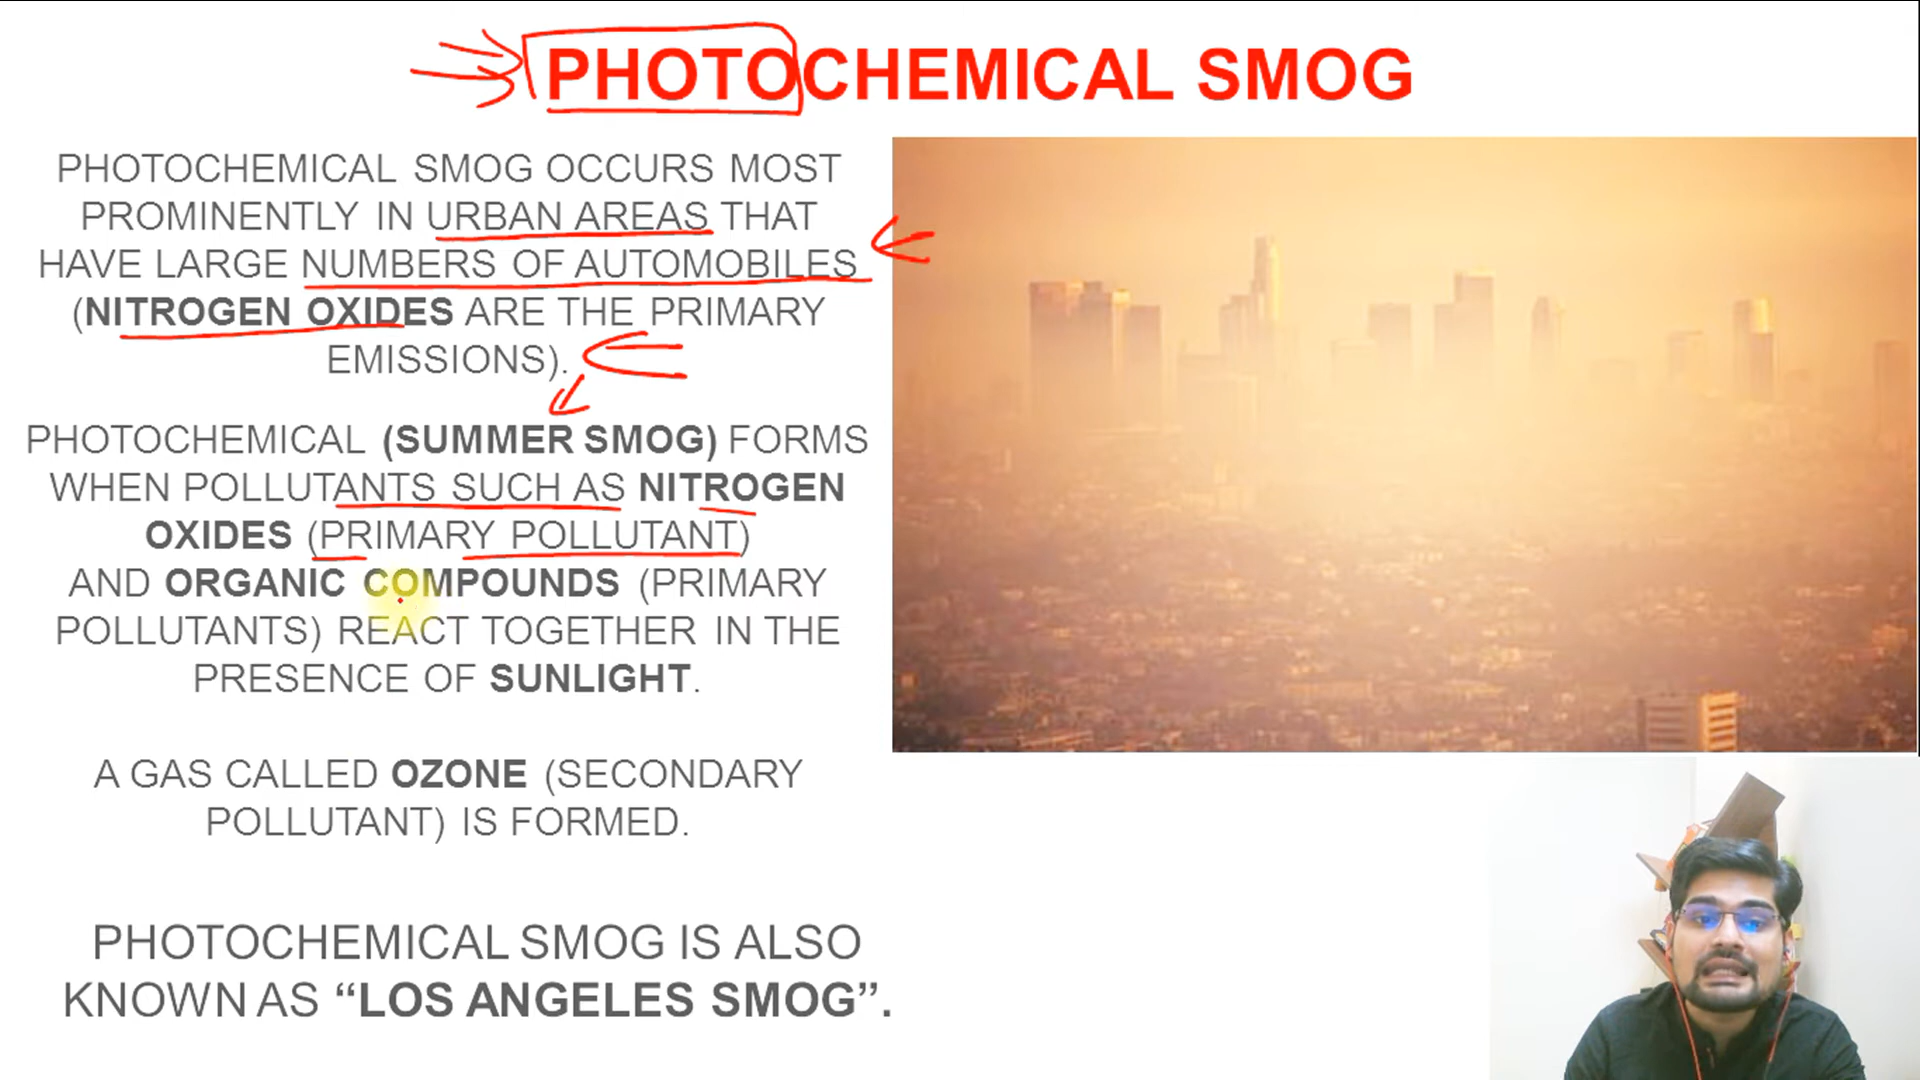 PHOTOCHEMICAL SMOG
PHOTOCHEMICAL SMOG OCCURS MOST
PROMINENTLY IN URBAN AREAS THAT
HAVE LARGE NUMBERS OF AUTOMOBILES
(NITROGEN OXIDES ARE THE PRIMARY
EMISSIONS).
PHOTOCHEMICAL (SUMMER SMOG) FORMS
WHEN POLLUTANTS SUCH AS NITROGEN
OXIDES (PRIMARY POLLUTANT)
AND ORGANIC COMPOUNDS (PRIMARY
POLLUTANTS) REACT TOGETHER IN THE
PRESENCE OF SUNLIGHT.
A GAS CALLED OZONE (SECONDARY
POLLUTANT) IS FORMED.
PHOTOCHEMICAL SMOG IS ALSO
KNOWN AS “LOS ANGELES SMOG”.